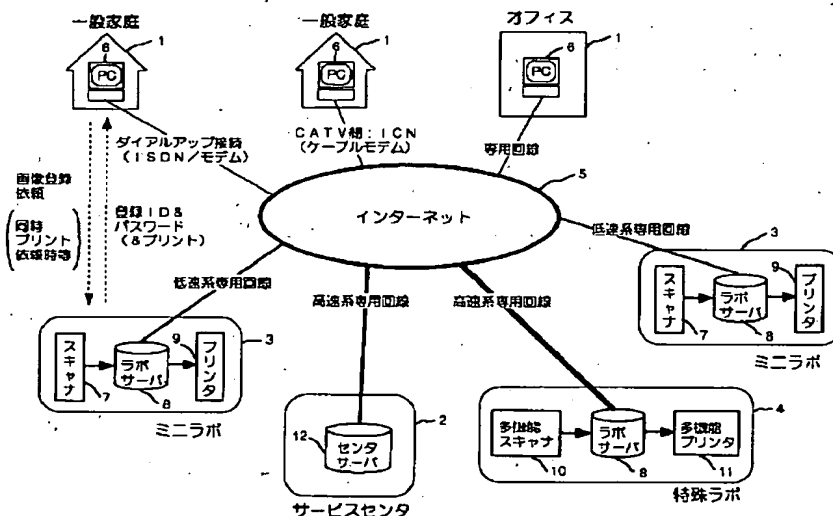 一般家庭
一般家庭
オフィス
1
1
1
6
6
6
PC
PC
PC
ダイアルアップ接続
(ISDN/モデム)
CATV網:ICN
(ケーブルモデム)
専用回線
5
画像登録
依頼
(同時
プリント
依頼時等)
登録ID&
パスワード
(&プリント)
インターネット
低速系専用回線
低速系専用回線
高速系専用回線
高速系専用回線
3
スキャナ
7
ラボ
サーバ
8
9
プリンタ
ミニラボ
3
スキャナ
7
ラボ
サーバ
8
9
プリンタ
ミニラボ
2
12
センタ
サーバ
サービスセンタ
4
多機能
スキャナ
10
ラボ
サーバ
8
多機能
プリンタ
11
特殊ラボ